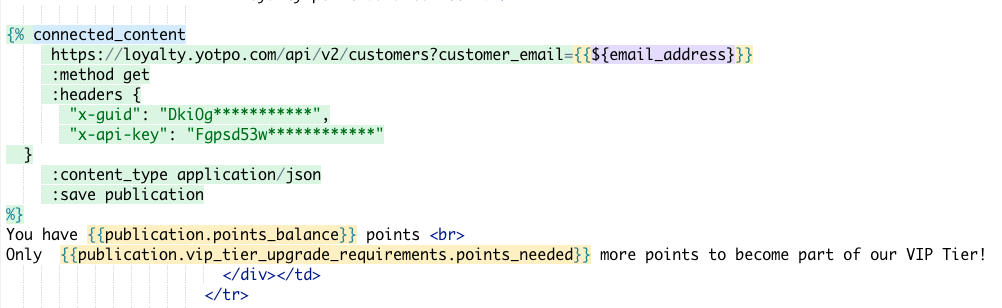 {% connected_content
https://loyalty.yotpo.com/api/v2/customers?customer_email={{${email_address}}}
:method get
:headers {
"x-guid": "DkiOg***********",
"x-api-key": "Fgpsd53w************"
}
:content_type application/json
:save publication
%}
You have {{publication.points_balance}} points <br>
Only {{publication.vip_tier_upgrade_requirements.points_needed}} more points to become part of our VIP Tier!
</div></td>
</tr>